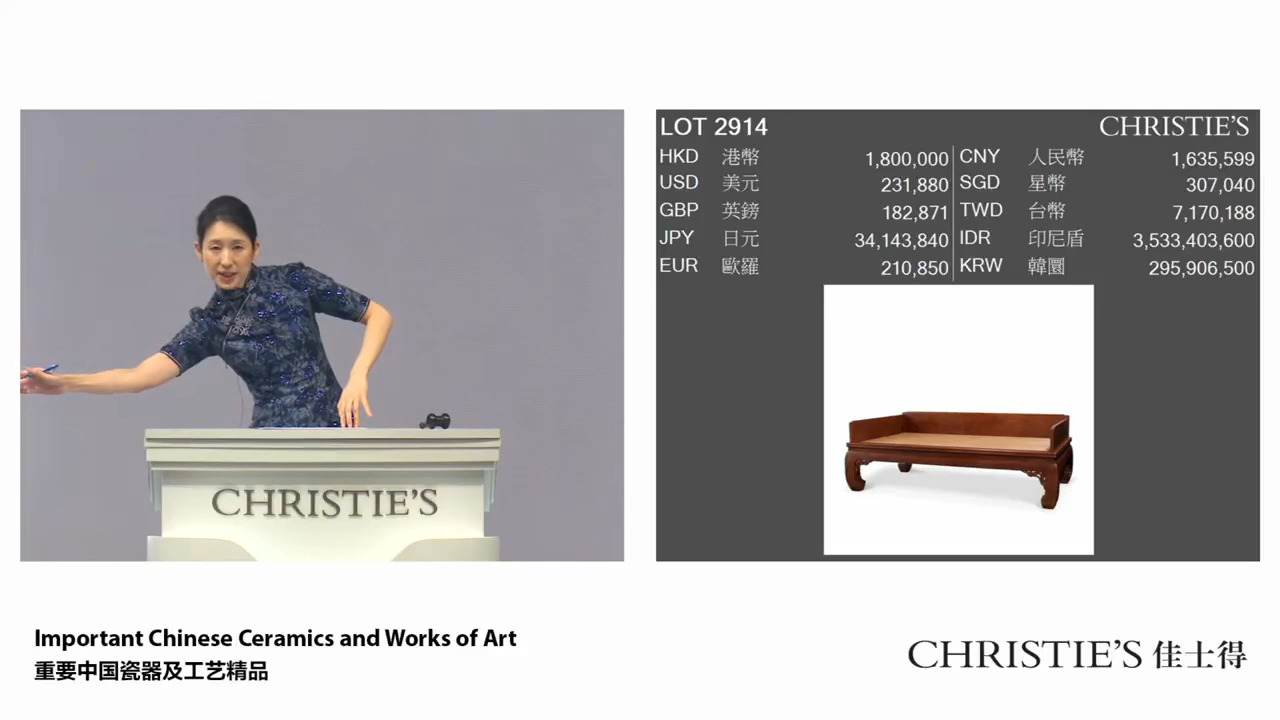 CHRISTIE'S
LOT 2914 CHRISTIE'S
HKD 港幣 1,800,000 CNY 人民幣 1,635,599
USD 美元 231,880 SGD 星幣 307,040
GBP 英鎊 182,871 TWD 台幣 7,170,188
JPY 日元 34,143,840 IDR 印尼盾 3,533,403,600
EUR 歐羅 210,850 KRW 韓圜 295,906,500
Important Chinese Ceramics and Works of Art
重要中国瓷器及工艺精品
CHRISTIE'S 佳士得